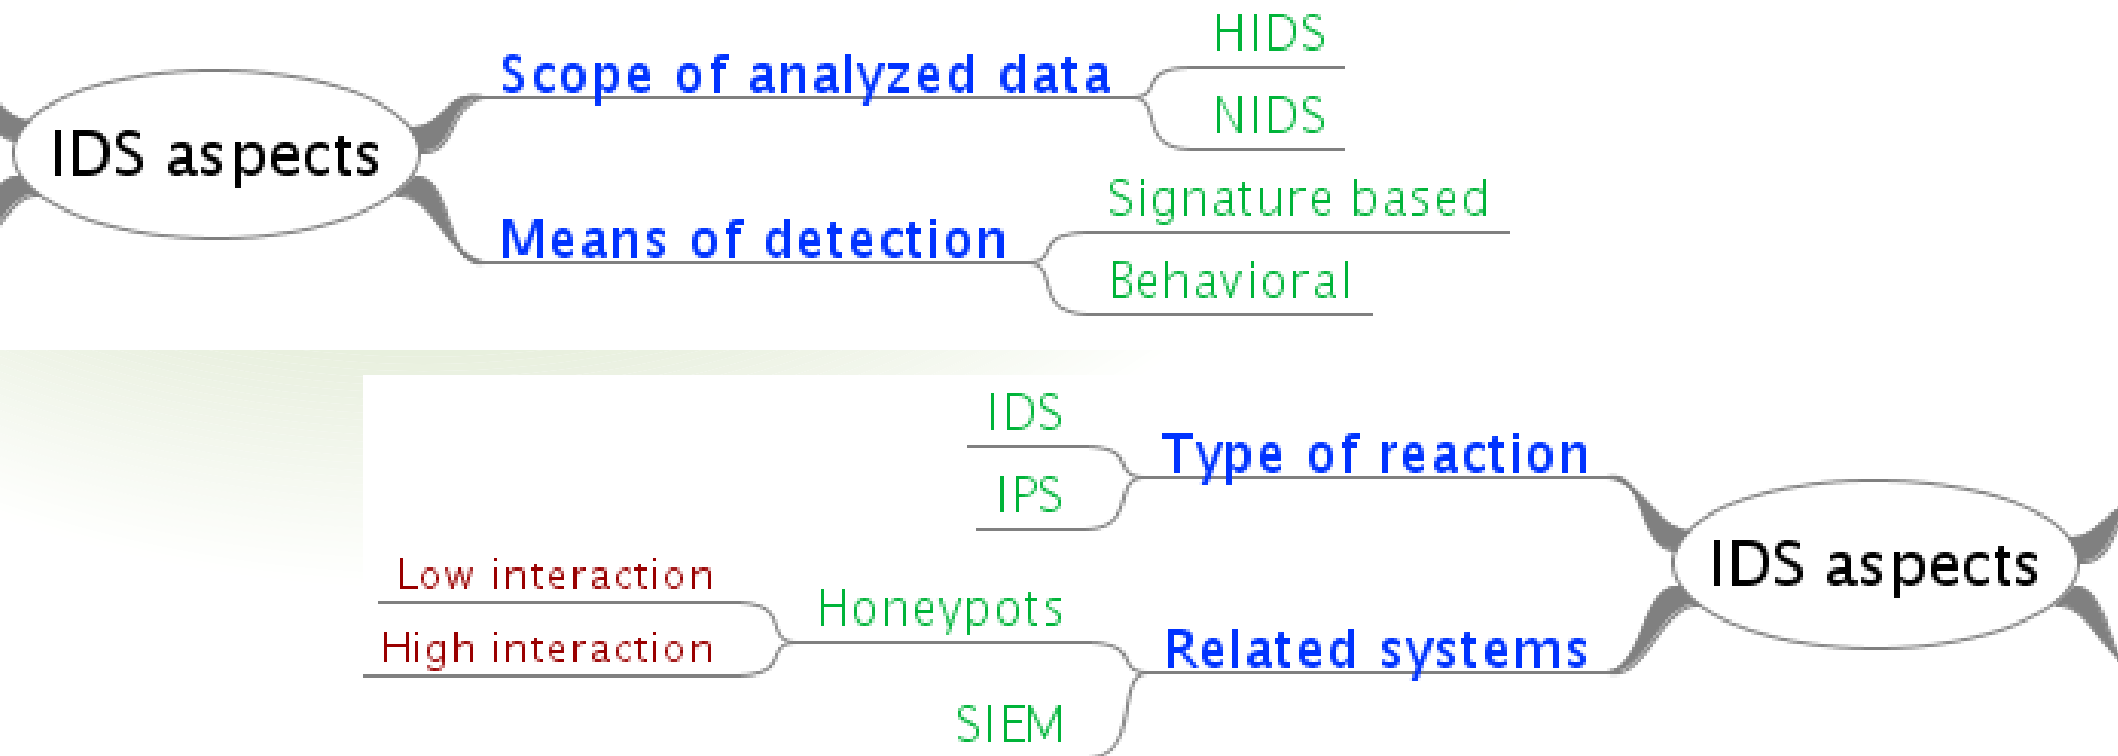 IDS aspects
Scope of analyzed data
HIDS
NIDS
Means of detection
Signature based
Behavioral
IDS aspects
Type of reaction
IDS
IPS
Related systems
Honeypots
Low interaction
High interaction
SIEM